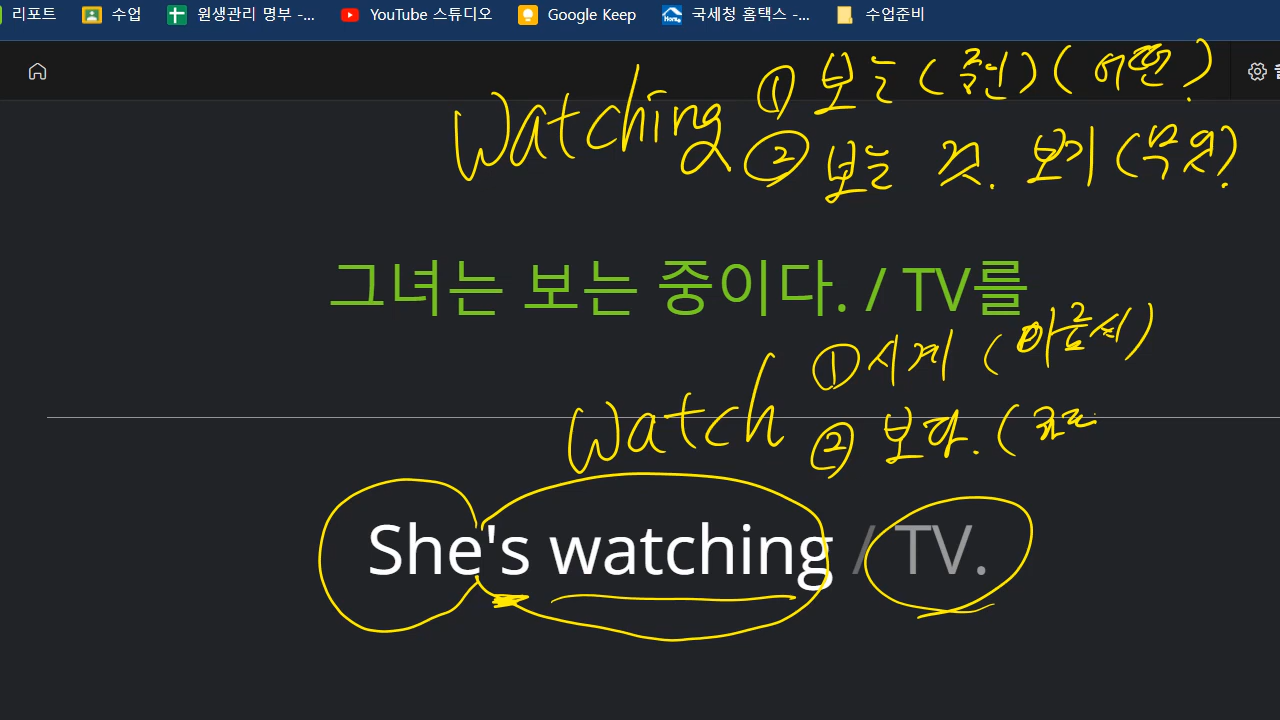 리포트 수업 원생관리 명부 -... YouTube 스튜디오 Google Keep 국세청 홈택스 -... 수업준비
watching ① 보는 (중인) (어떤?)
② 보는 것. 보기 (무엇?)
그녀는 보는 중이다. / TV를
watch ① 시계 (이름씨)
② 보다. (
She's watching / TV.